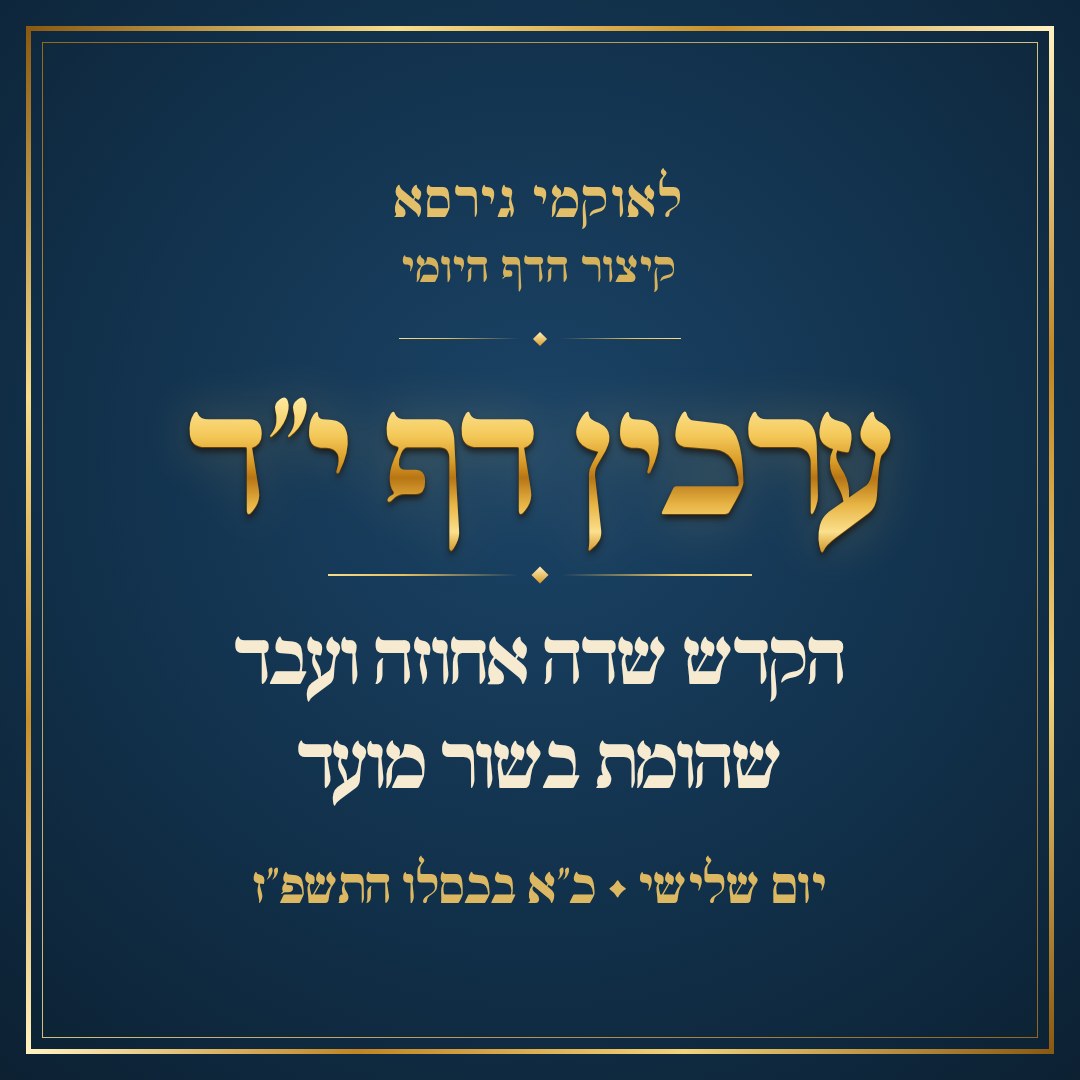 לאוקמי גירסא
קיצור הדף היומי
ערכין דף י"ד
הקדש שדה אחוזה ועבד
שהומת בשור מועד
יום שלישי ✦ כ"א בכסלו התשפ"ז